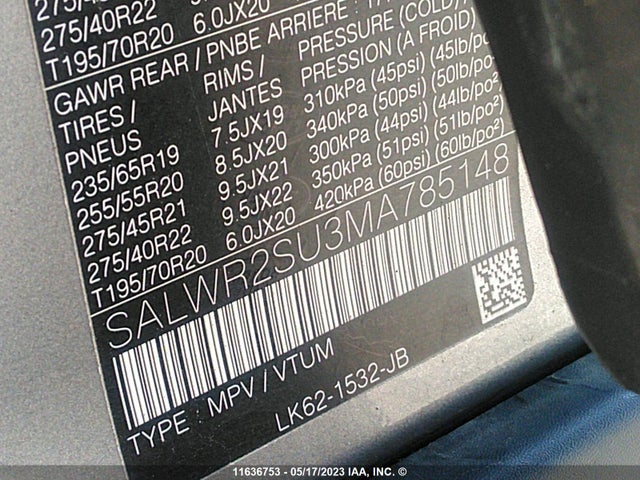 275/40R22
T195/70R20 6.0JX20
GAWR REAR / PNBE ARRIERE :
TIRES / RIMS / PRESSURE (COLD)
PNEUS JANTES PRESSION (A FROID)
235/65R19 7.5JX19 310kPa (45psi) (45lb/po²)
255/55R20 8.5JX20 340kPa (50psi) (50lb/po²)
275/45R21 9.5JX21 300kPa (44psi) (44lb/po²)
275/40R22 9.5JX22 350kPa (51psi) (51lb/po²)
T195/70R20 6.0JX20 420kPa (60psi) (60lb/po²)
SALWR2SU3MA785148
TYPE : MPV / VTUM
LK62-1532-JB
11636753 - 05/17/2023 IAA, INC. ©